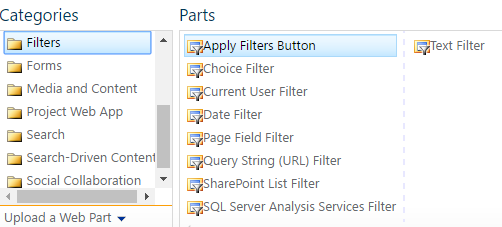 Categories
Filters
Forms
Media and Content
Project Web App
Search
Search-Driven Content
Social Collaboration
Upload a Web Part
Parts
Apply Filters Button
Choice Filter
Current User Filter
Date Filter
Page Field Filter
Query String (URL) Filter
SharePoint List Filter
SQL Server Analysis Services Filter
Text Filter